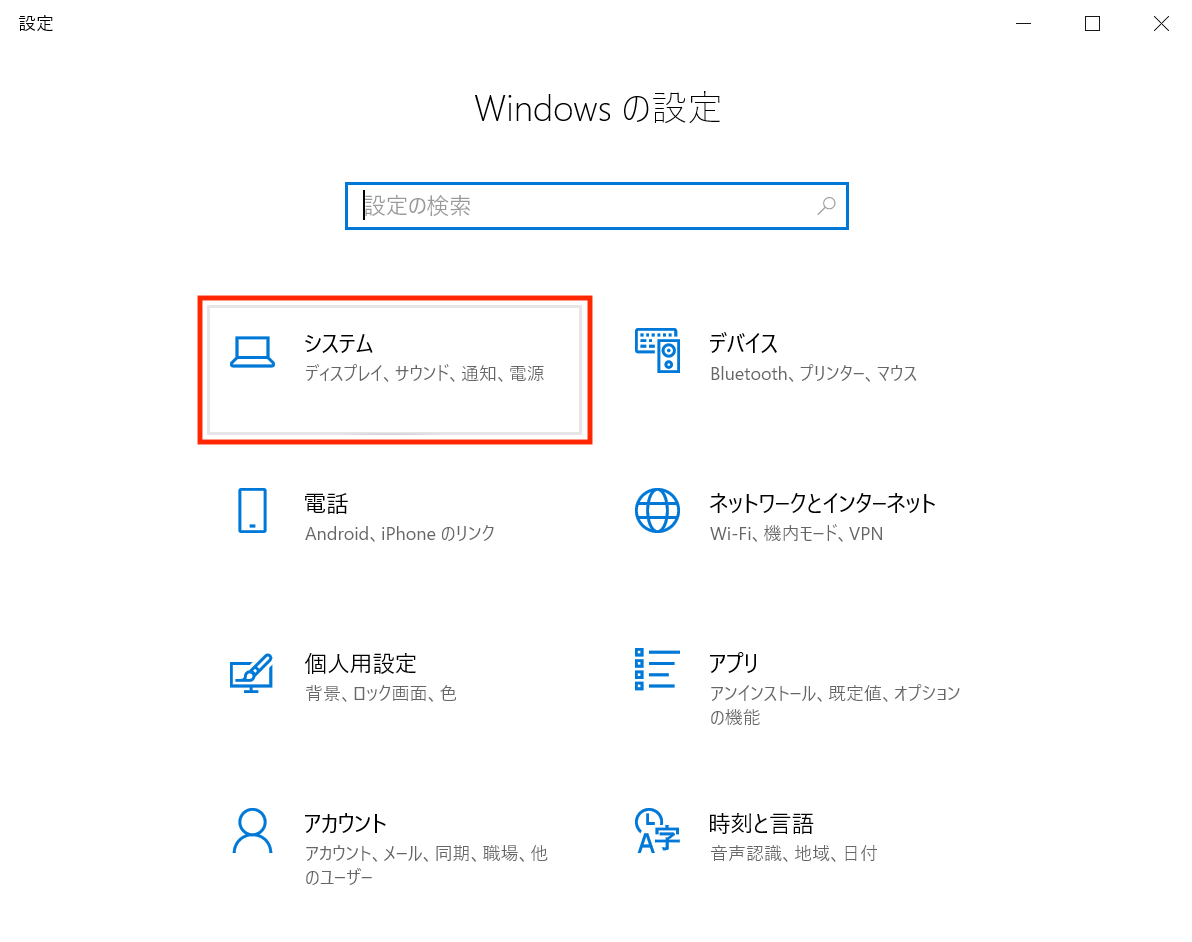 設定
Windows の設定
設定の検索
システム
ディスプレイ、サウンド、通知、電源
デバイス
Bluetooth、プリンター、マウス
電話
Android、iPhone のリンク
ネットワークとインターネット
Wi-Fi、機内モード、VPN
個人用設定
背景、ロック画面、色
アプリ
アンインストール、既定値、オプション
の機能
アカウント
アカウント、メール、同期、職場、他
のユーザー
時刻と言語
音声認識、地域、日付